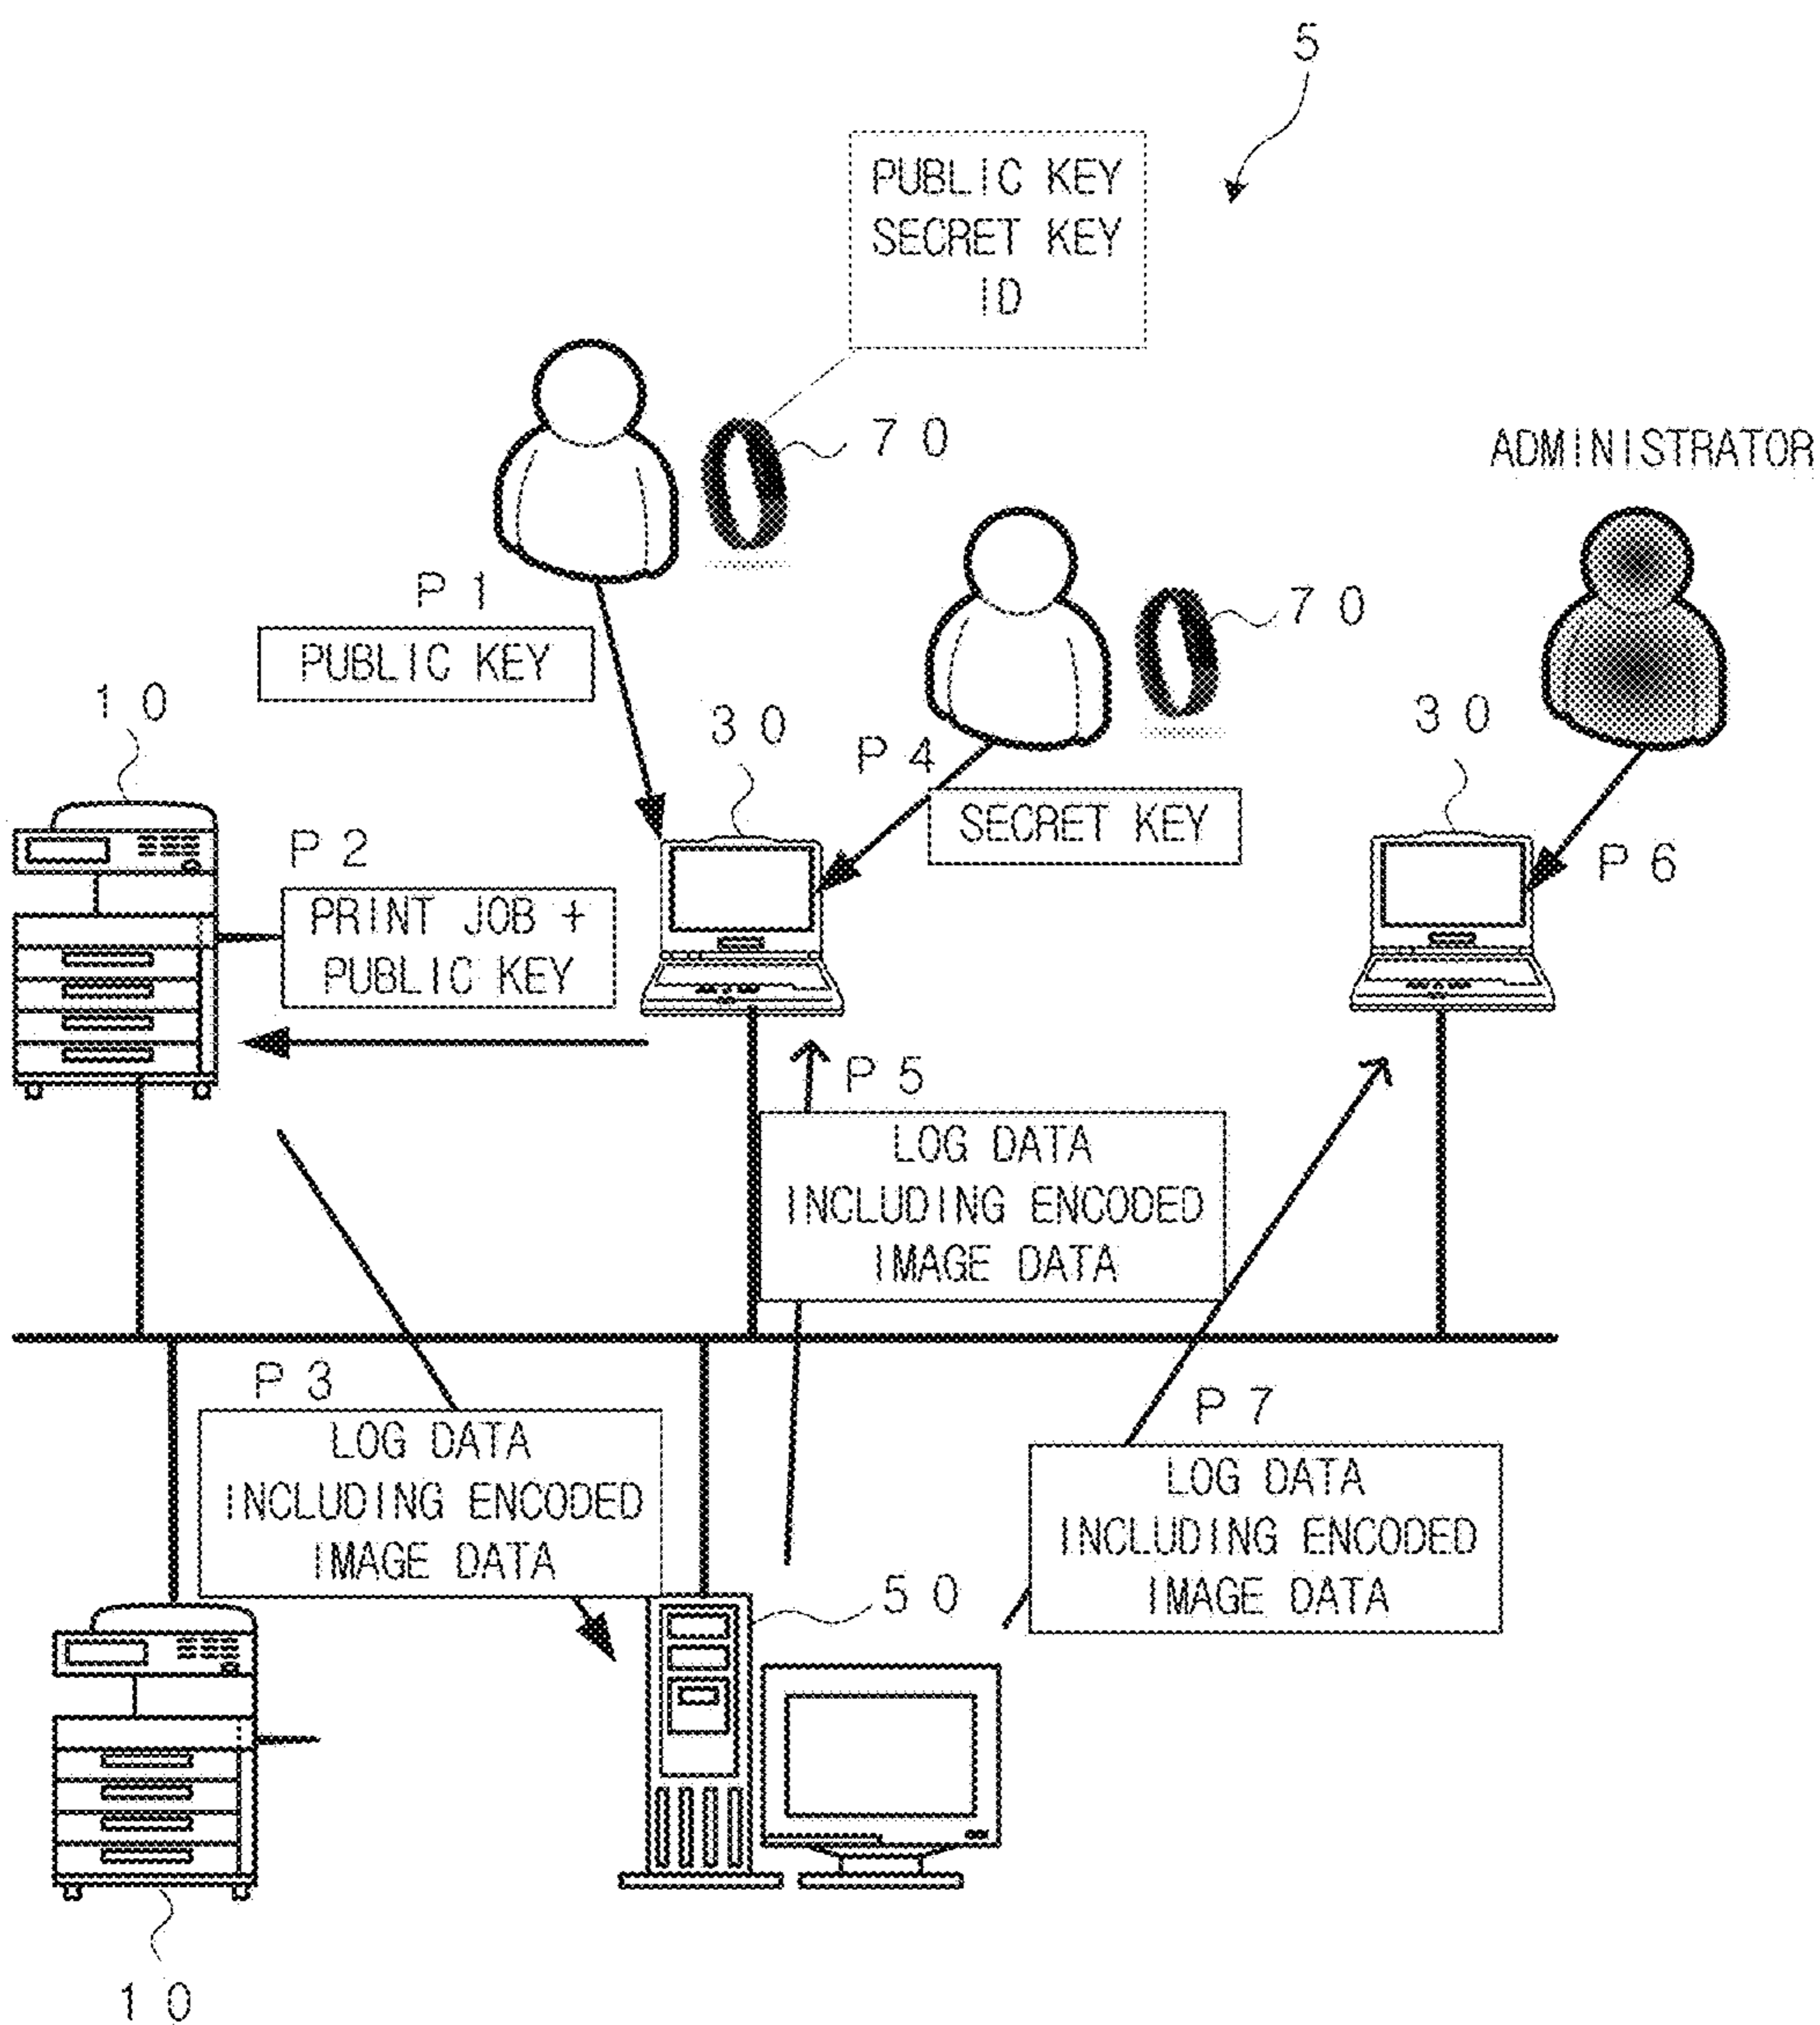 5
PUBLIC KEY
SECRET KEY
ID
70
ADMINISTRATOR
P1
PUBLIC KEY
70
10
30
P4
SECRET KEY
30
P6
P2
PRINT JOB +
PUBLIC KEY
P5
LOG DATA
INCLUDING ENCODED
IMAGE DATA
P3
LOG DATA
INCLUDING ENCODED
IMAGE DATA
P7
LOG DATA
INCLUDING ENCODED
IMAGE DATA
50
10